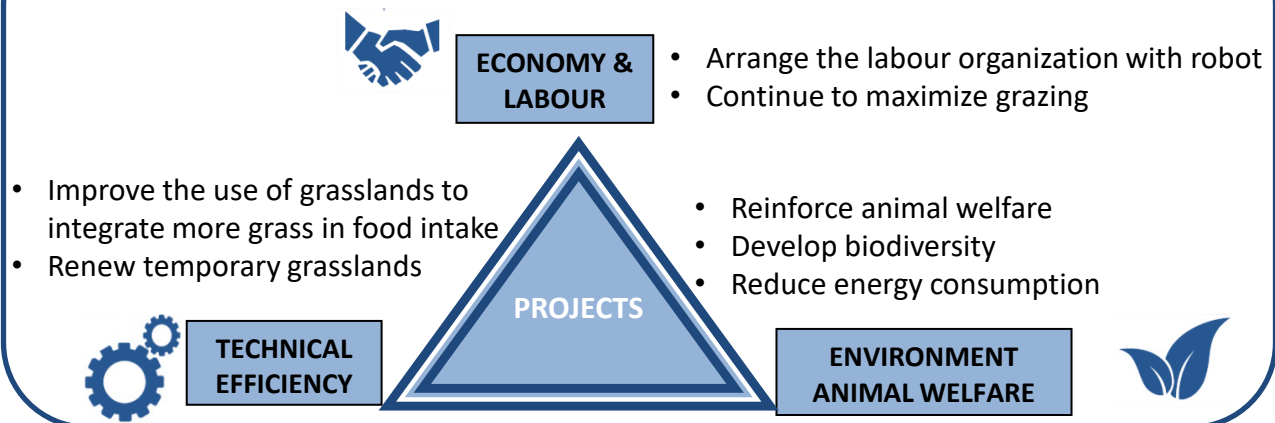 ECONOMY &
LABOUR
• Arrange the labour organization with robot
• Continue to maximize grazing
• Improve the use of grasslands to
integrate more grass in food intake
• Renew temporary grasslands
• Reinforce animal welfare
• Develop biodiversity
• Reduce energy consumption
PROJECTS
TECHNICAL
EFFICIENCY
ENVIRONMENT
ANIMAL WELFARE